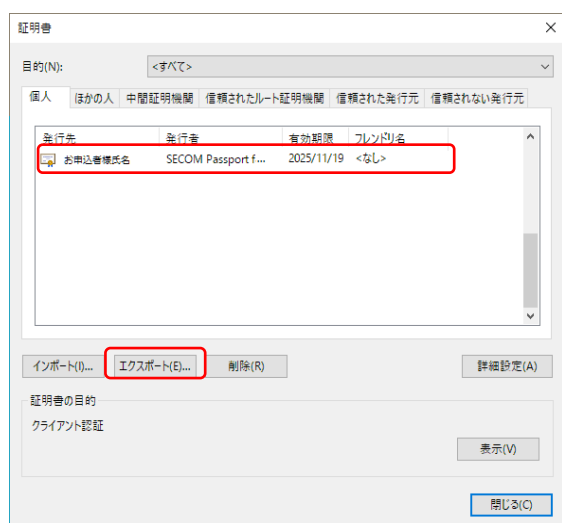 証明書
目的(N): <すべて>
個人 ほかの人 中間証明機関 信頼されたルート証明機関 信頼された発行元 信頼されない発行元
発行先 発行者 有効期限 フレンドリ名
お申込者様氏名 SECOM Passport f... 2025/11/19 <なし>
インポート(I)... エクスポート(E)... 削除(R) 詳細設定(A)
証明書の目的
クライアント認証
表示(V)
閉じる(C)